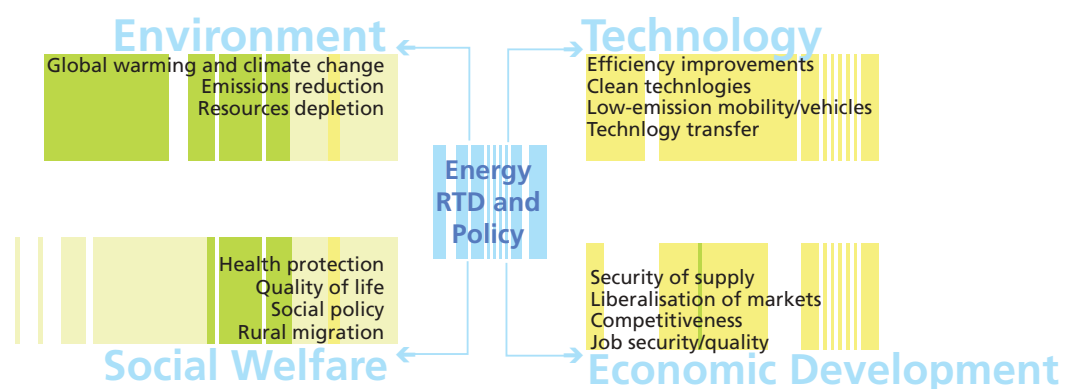 Environment
Global warming and climate change
Emissions reduction
Resources depletion
Technology
Efficiency improvements
Clean technlogies
Low-emission mobility/vehicles
Technlogy transfer
Energy
RTD and
Policy
Health protection
Quality of life
Social policy
Rural migration
Social Welfare
Security of supply
Liberalisation of markets
Competitiveness
Job security/quality
Economic Development